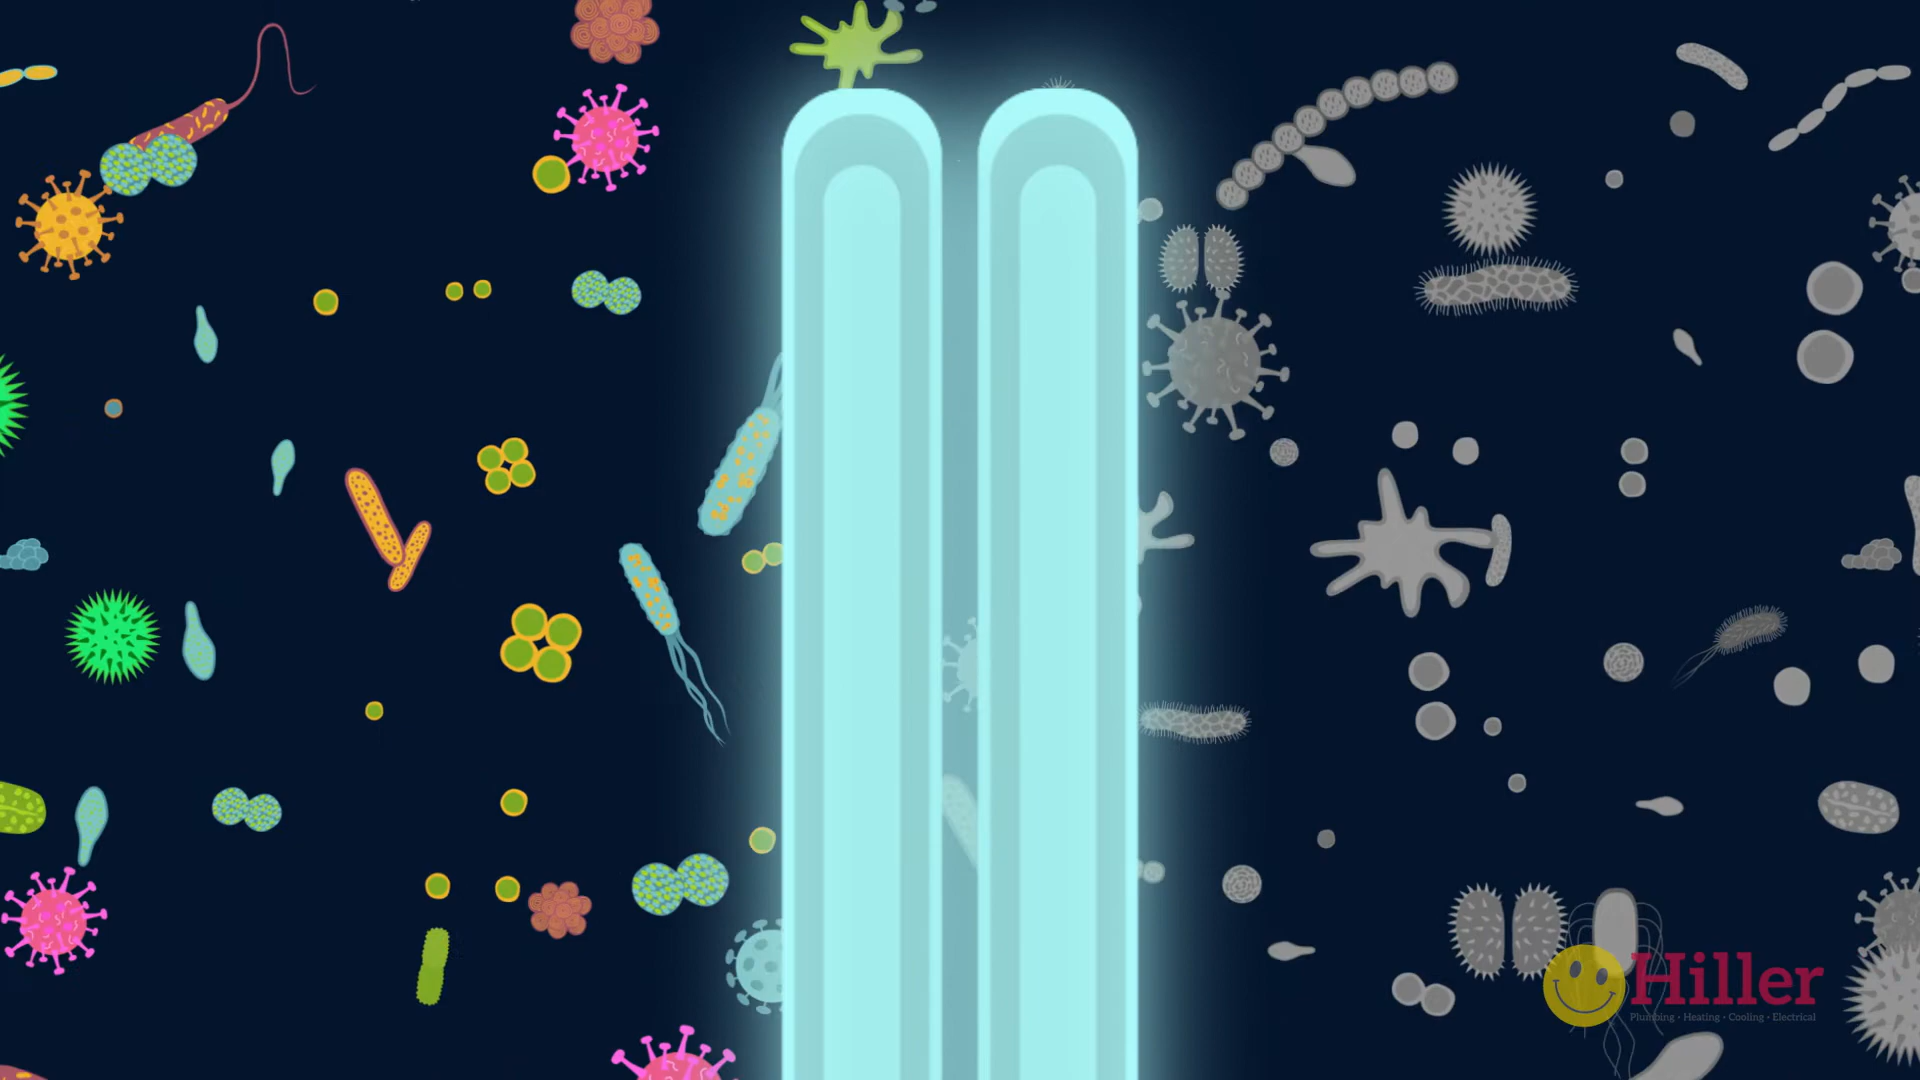 Hiller
Plumbing • Heating • Cooling • Electrical